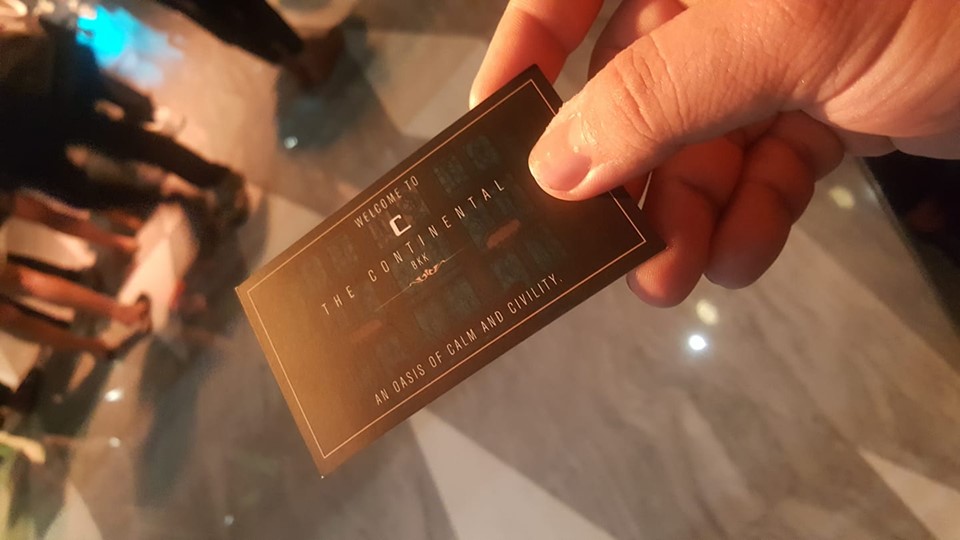 WELCOME TO
C
THE CONTINENTAL
BKK
AN OASIS OF CALM AND CIVILITY.